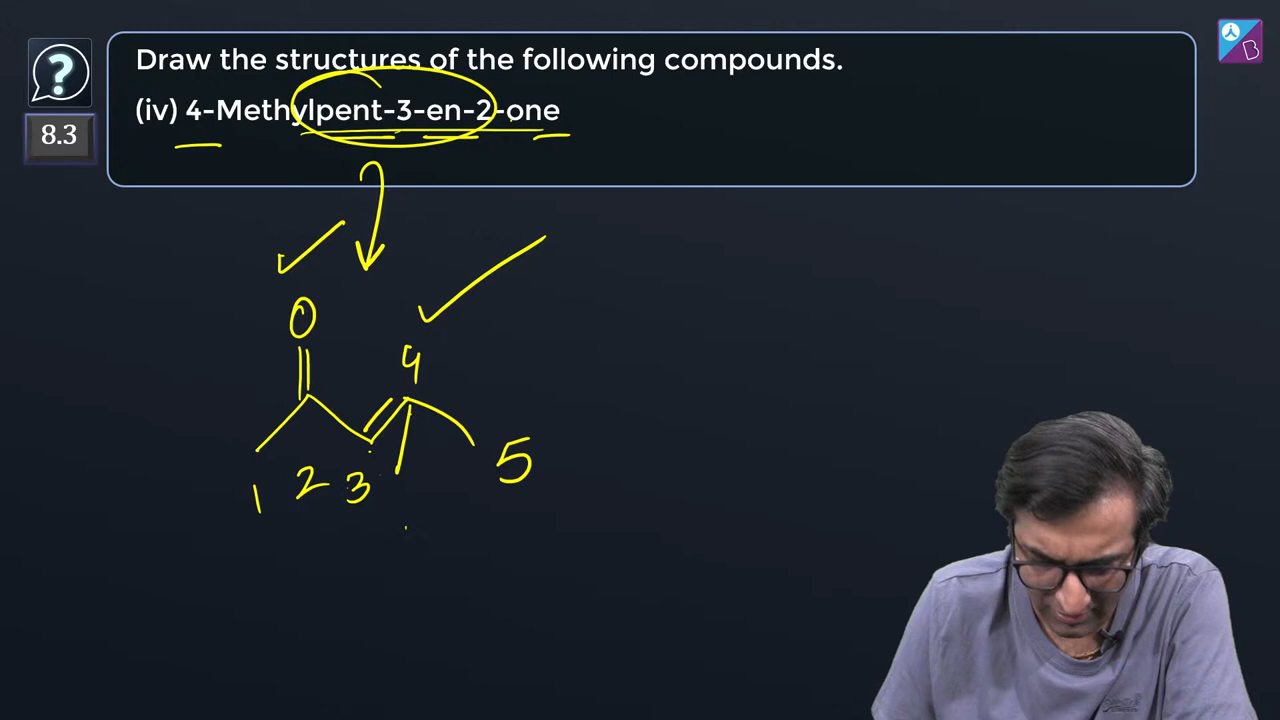 Draw the structures of the following compounds.
(iv) 4-Methylpent-3-en-2-one
?
8.3
B
O
4
1 2 3 5